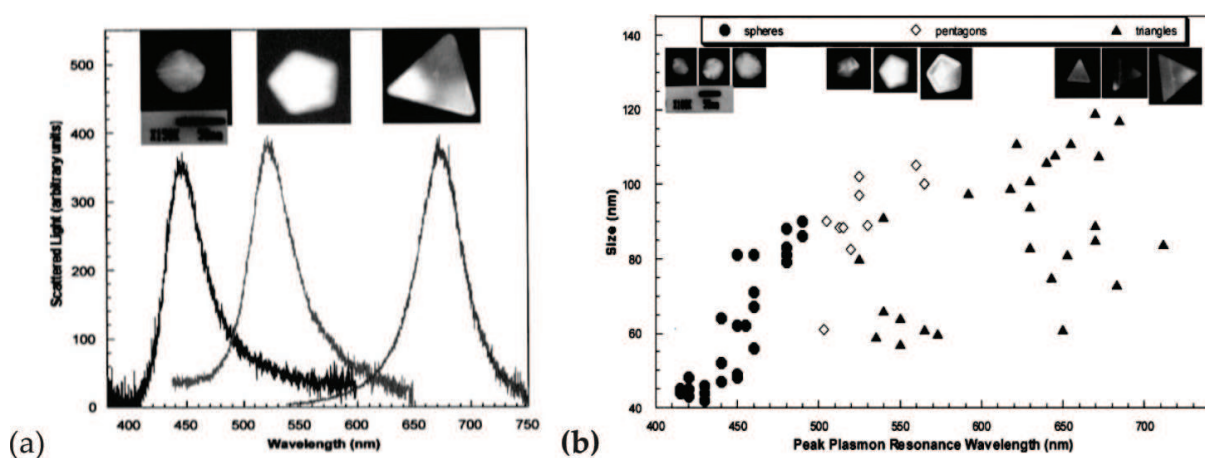 (a)
Scattered Light (arbitrary units)
500
400
300
200
100
0
400 450 500 550 600 650 700 750
Wavelength (nm)
(b)
spheres pentagons triangles
Size (nm)
140
120
100
80
60
40
400 450 500 550 600 650 700
Peak Plasmon Resonance Wavelength (nm)